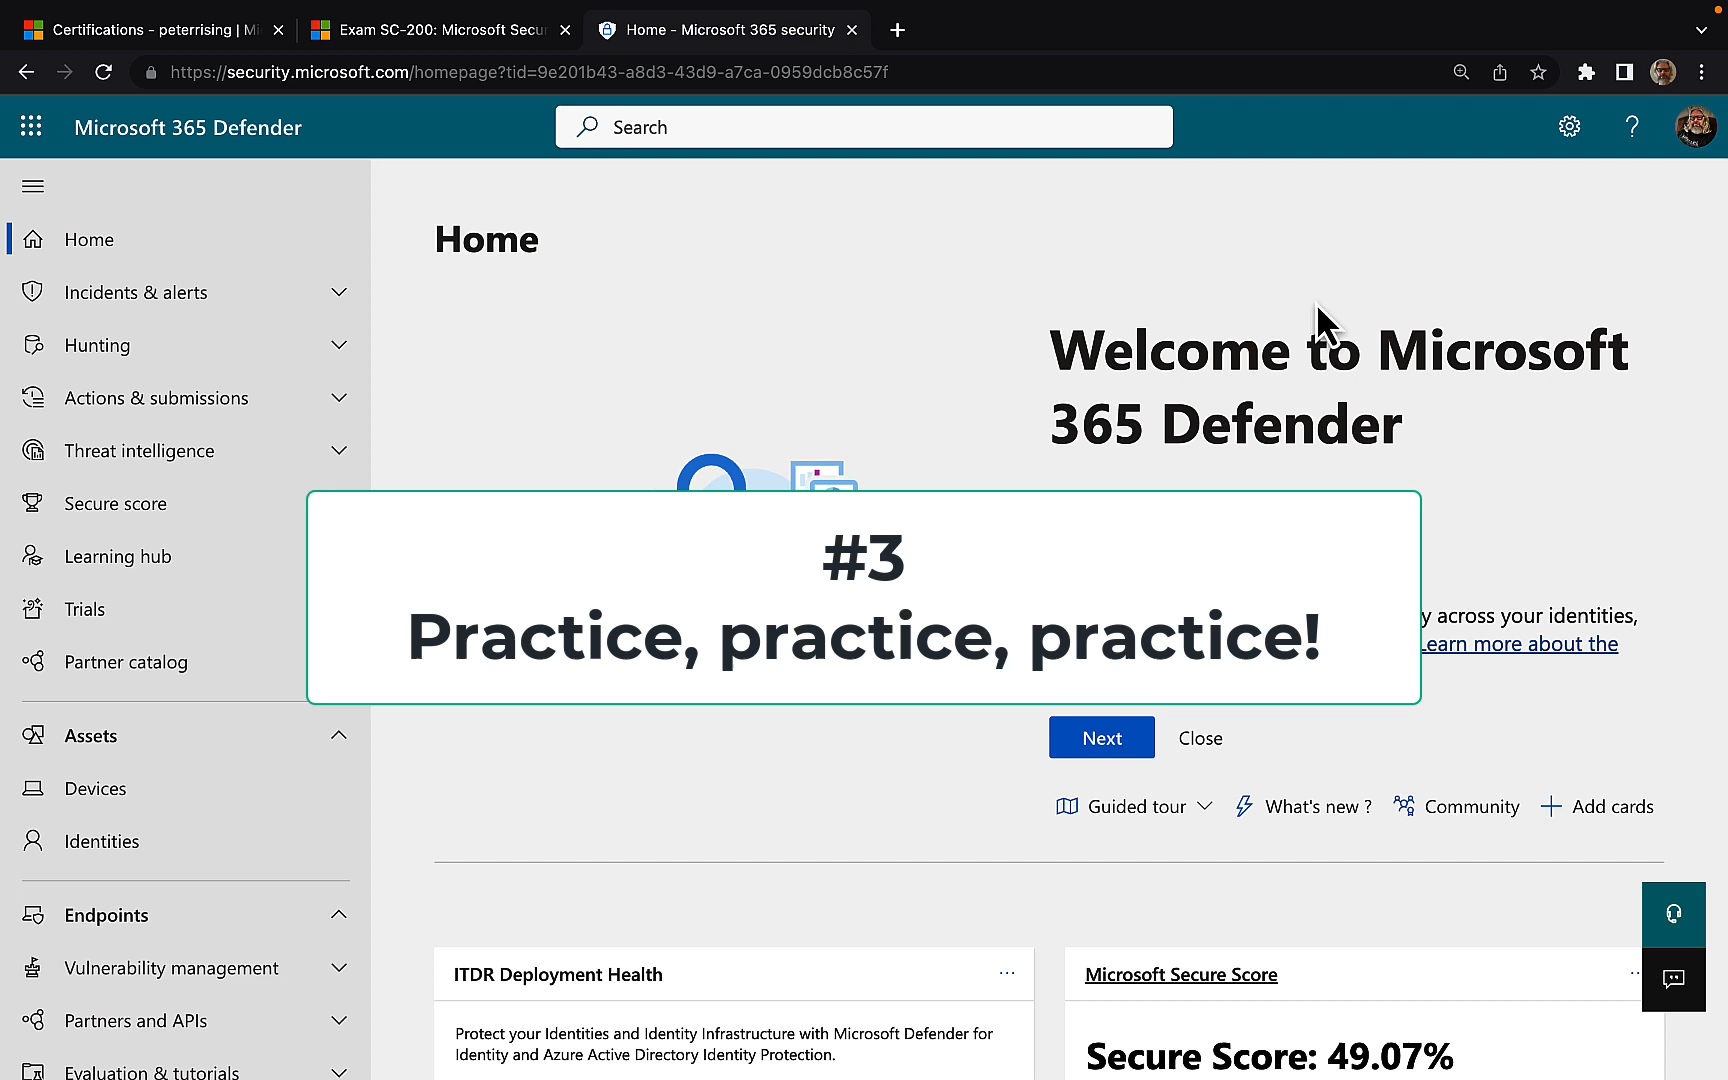 Certifications - peterrising | Mi
Exam SC-200: Microsoft Secur
Home - Microsoft 365 security
https://security.microsoft.com/homepage?tid=9e201b43-a8d3-43d9-a7ca-0959dcb8c57f
Microsoft 365 Defender
Search
Home
Incidents & alerts
Hunting
Actions & submissions
Threat intelligence
Secure score
Learning hub
Trials
Partner catalog
Assets
Devices
Identities
Endpoints
Vulnerability management
Partners and APIs
Evaluation & tutorials
Home
Welcome to Microsoft
365 Defender
#3
Practice, practice, practice!
y across your identities,
Learn more about the
Next
Close
Guided tour
What's new ?
Community
Add cards
ITDR Deployment Health
Protect your Identities and Identity Infrastructure with Microsoft Defender for
Identity and Azure Active Directory Identity Protection.
Microsoft Secure Score
Secure Score: 49.07%